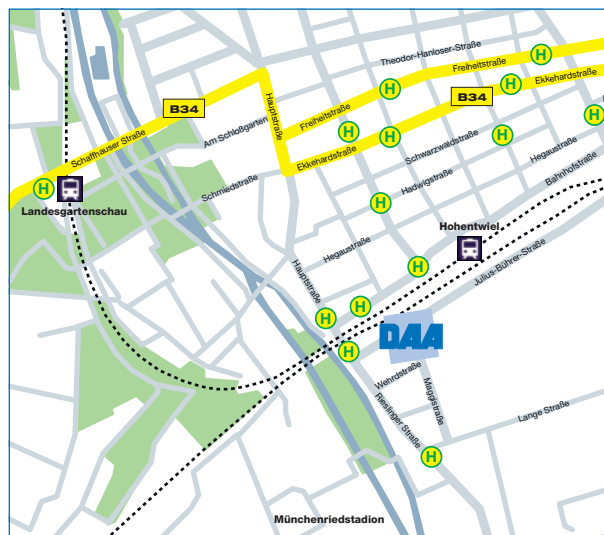 Theodor-Hanloser-Straße
Freiheitstraße
H
Ekkehardstraße
H
H
H
B34
B34
Hauptstraße
Freiheitstraße
H
Am Schloßgarten
H
H
H
Schaffhauser Straße
Ekkehardstraße
Schwarzwaldstraße
Hegaustraße
Bahnhofstraße
Hadwigstraße
H
Schmiedstraße
H
Landesgartenschau
Hohentwiel
Hegaustraße
Hauptstraße
H
Julius-Bührer-Straße
H
H
DAA
H
Wehrdstraße
Maggistraße
Rieslinger Straße
Lange Straße
H
Münchenriedstadion